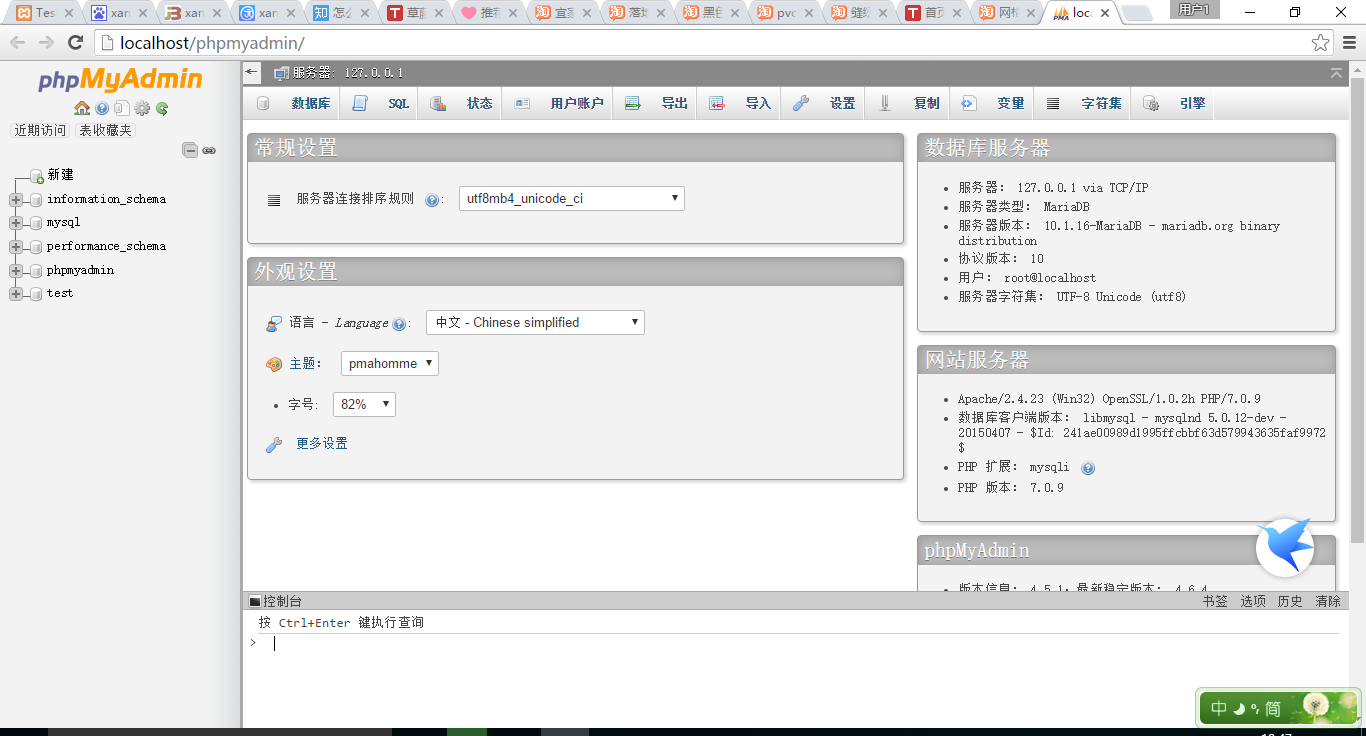 Tes
xan
xan
xan
知 怎么
T 草
推荐
淘 宜家
淘 落地
淘 黑色
淘 pvc
淘 缝纫
T 首页
淘 网格
loca
用户1
localhost/phpmyadmin/
phpMyAdmin
近期访问 表收藏夹
新建
information_schema
mysql
performance_schema
phpmyadmin
test
服务器: 127.0.0.1
数据库 SQL 状态 用户账户 导出 导入 设置 复制 变量 字符集 引擎
常规设置
服务器连接排序规则 : utf8mb4_unicode_ci
外观设置
语言 - Language : 中文 - Chinese simplified
主题: pmahomme
字号: 82%
更多设置
数据库服务器
服务器: 127.0.0.1 via TCP/IP
服务器类型: MariaDB
服务器版本: 10.1.16-MariaDB - mariadb.org binary
distribution
协议版本: 10
用户: root@localhost
服务器字符集: UTF-8 Unicode (utf8)
网站服务器
Apache/2.4.23 (Win32) OpenSSL/1.0.2h PHP/7.0.9
数据库客户端版本: libmysql - mysqlnd 5.0.12-dev -
20150407 - $Id: 241ae00989d1995ffcbbf63d579943635faf9972
$
PHP 扩展: mysqli
PHP 版本: 7.0.9
phpMyAdmin
版本信息: 4.5.1, 最新稳定版本: 4.6.4
控制台 书签 选项 历史 清除
按 Ctrl+Enter 键执行查询
>
中 简